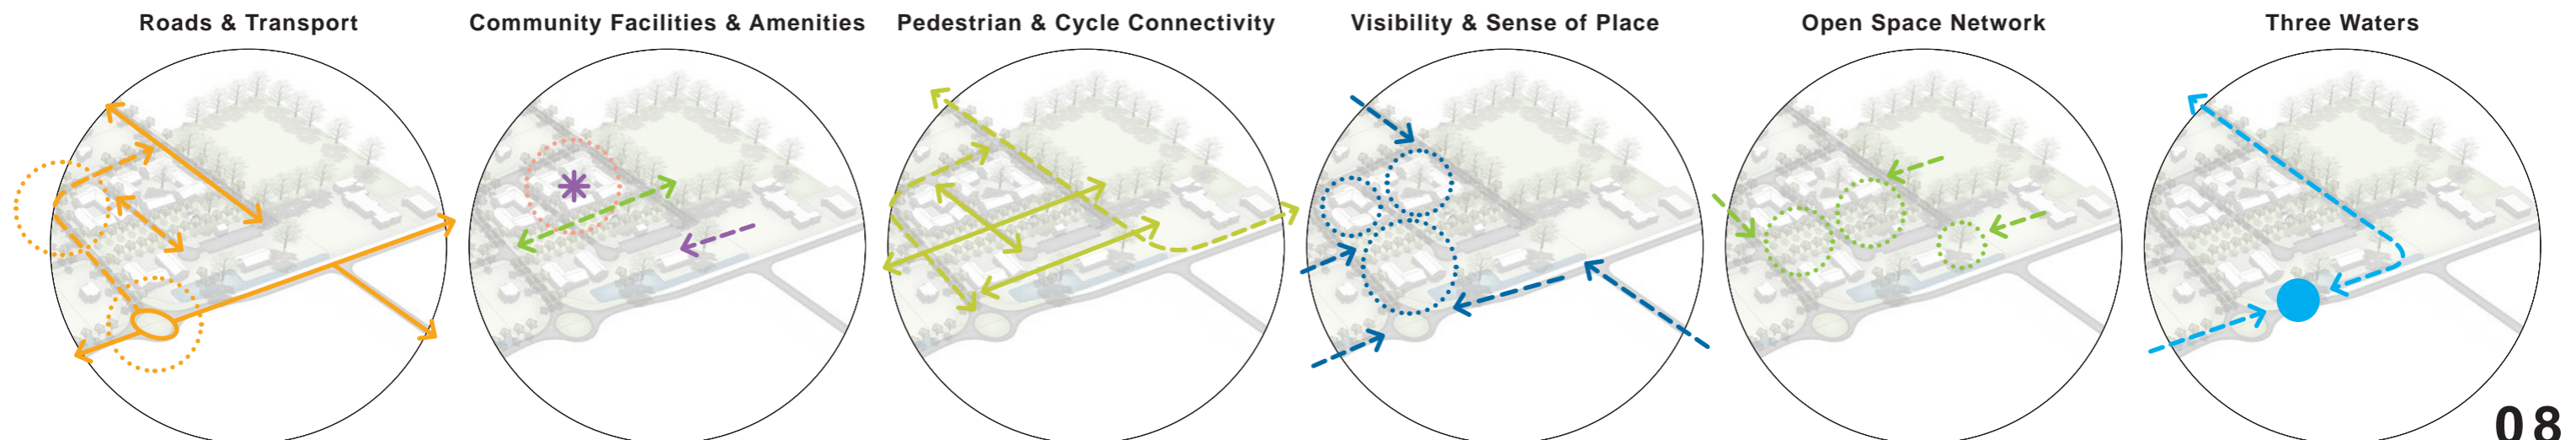 Roads & Transport
Community Facilities & Amenities
Pedestrian & Cycle Connectivity
Visibility & Sense of Place
Open Space Network
Three Waters
08